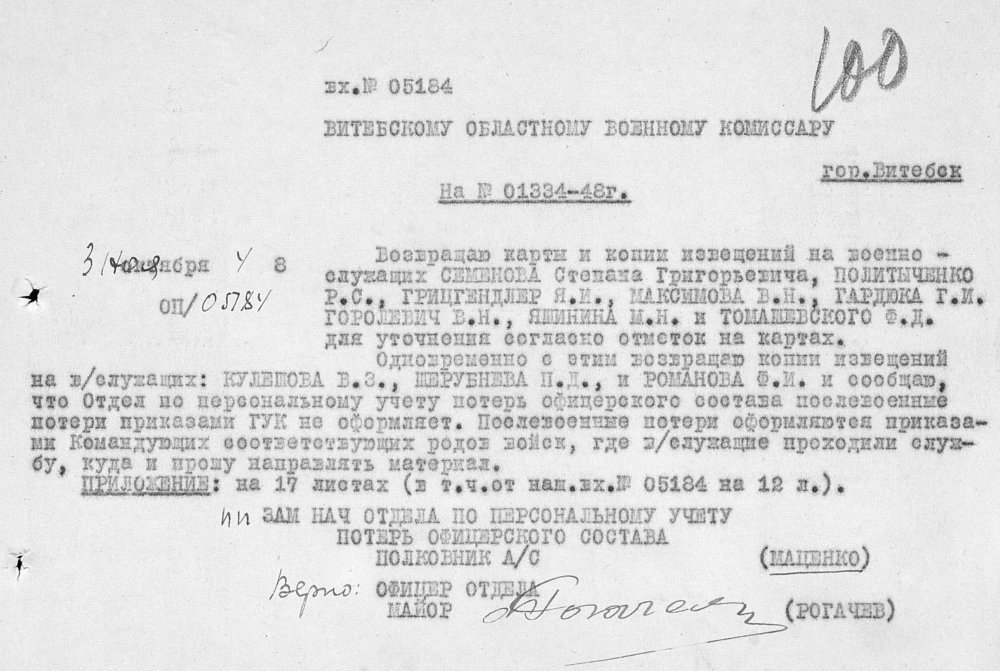 100
вх.№ 05184
ВИТЕБСКОМУ ОБЛАСТНОМУ ВОЕННОМУ КОМИССАРУ
гор.Витебск
На № 01334-48г.
3 ноя 4 8
ОП/05184
Возвращаю карты и копии извещений на военно -
служащих СЕМЕНОВА Степана Григорьевича, ПОЛИТЫЧЕНКО
Р.С., ГРИЦГЕНДЛЕР Я.И., МАКСИМОВА В.Н., ГАРДЮКА Г.И.
ГОРОЛЕВИЧ В.Н., ЯШИНИНА М.Н. и ТОМАШЕВСКОГО Ф.Д.
для уточнения согласно отметок на картах.
Одновременно с этим возвращаю копии извещений
на в/служащих: КУЛЕШОВА В.З., ШЕРУБНЕВА П.Д., и РОМАНОВА Ф.И. и сообщаю,
что Отдел по персональному учету потерь офицерского состава послевоенные
потери приказами ГУК не оформляет. Послевоенные потери оформляются приказа-
ми Командующих соответствующих родов войск, где в/служащие проходили служ-
бу, куда и прошу направлять материал.
ПРИЛОЖЕНИЕ: на 17 листах (в т.ч.от наш.вх.№ 05184 на 12 л.).
пп ЗАМ НАЧ ОТДЕЛА ПО ПЕРСОНАЛЬНОМУ УЧЕТУ
ПОТЕРЬ ОФИЦЕРСКОГО СОСТАВА
ПОЛКОВНИК А/С (МАЦЕНКО)
Верно: ОФИЦЕР ОТДЕЛА
МАЙОР (РОГАЧЕВ)